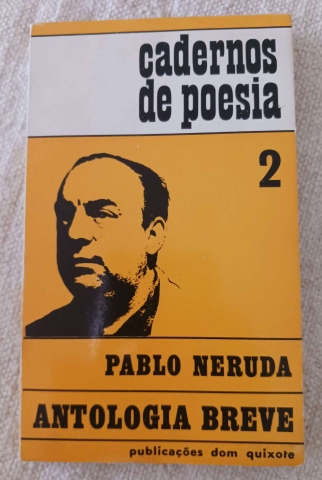 cadernos
de poesia
2
PABLO NERUDA
ANTOLOGIA BREVE
publicações dom quixote